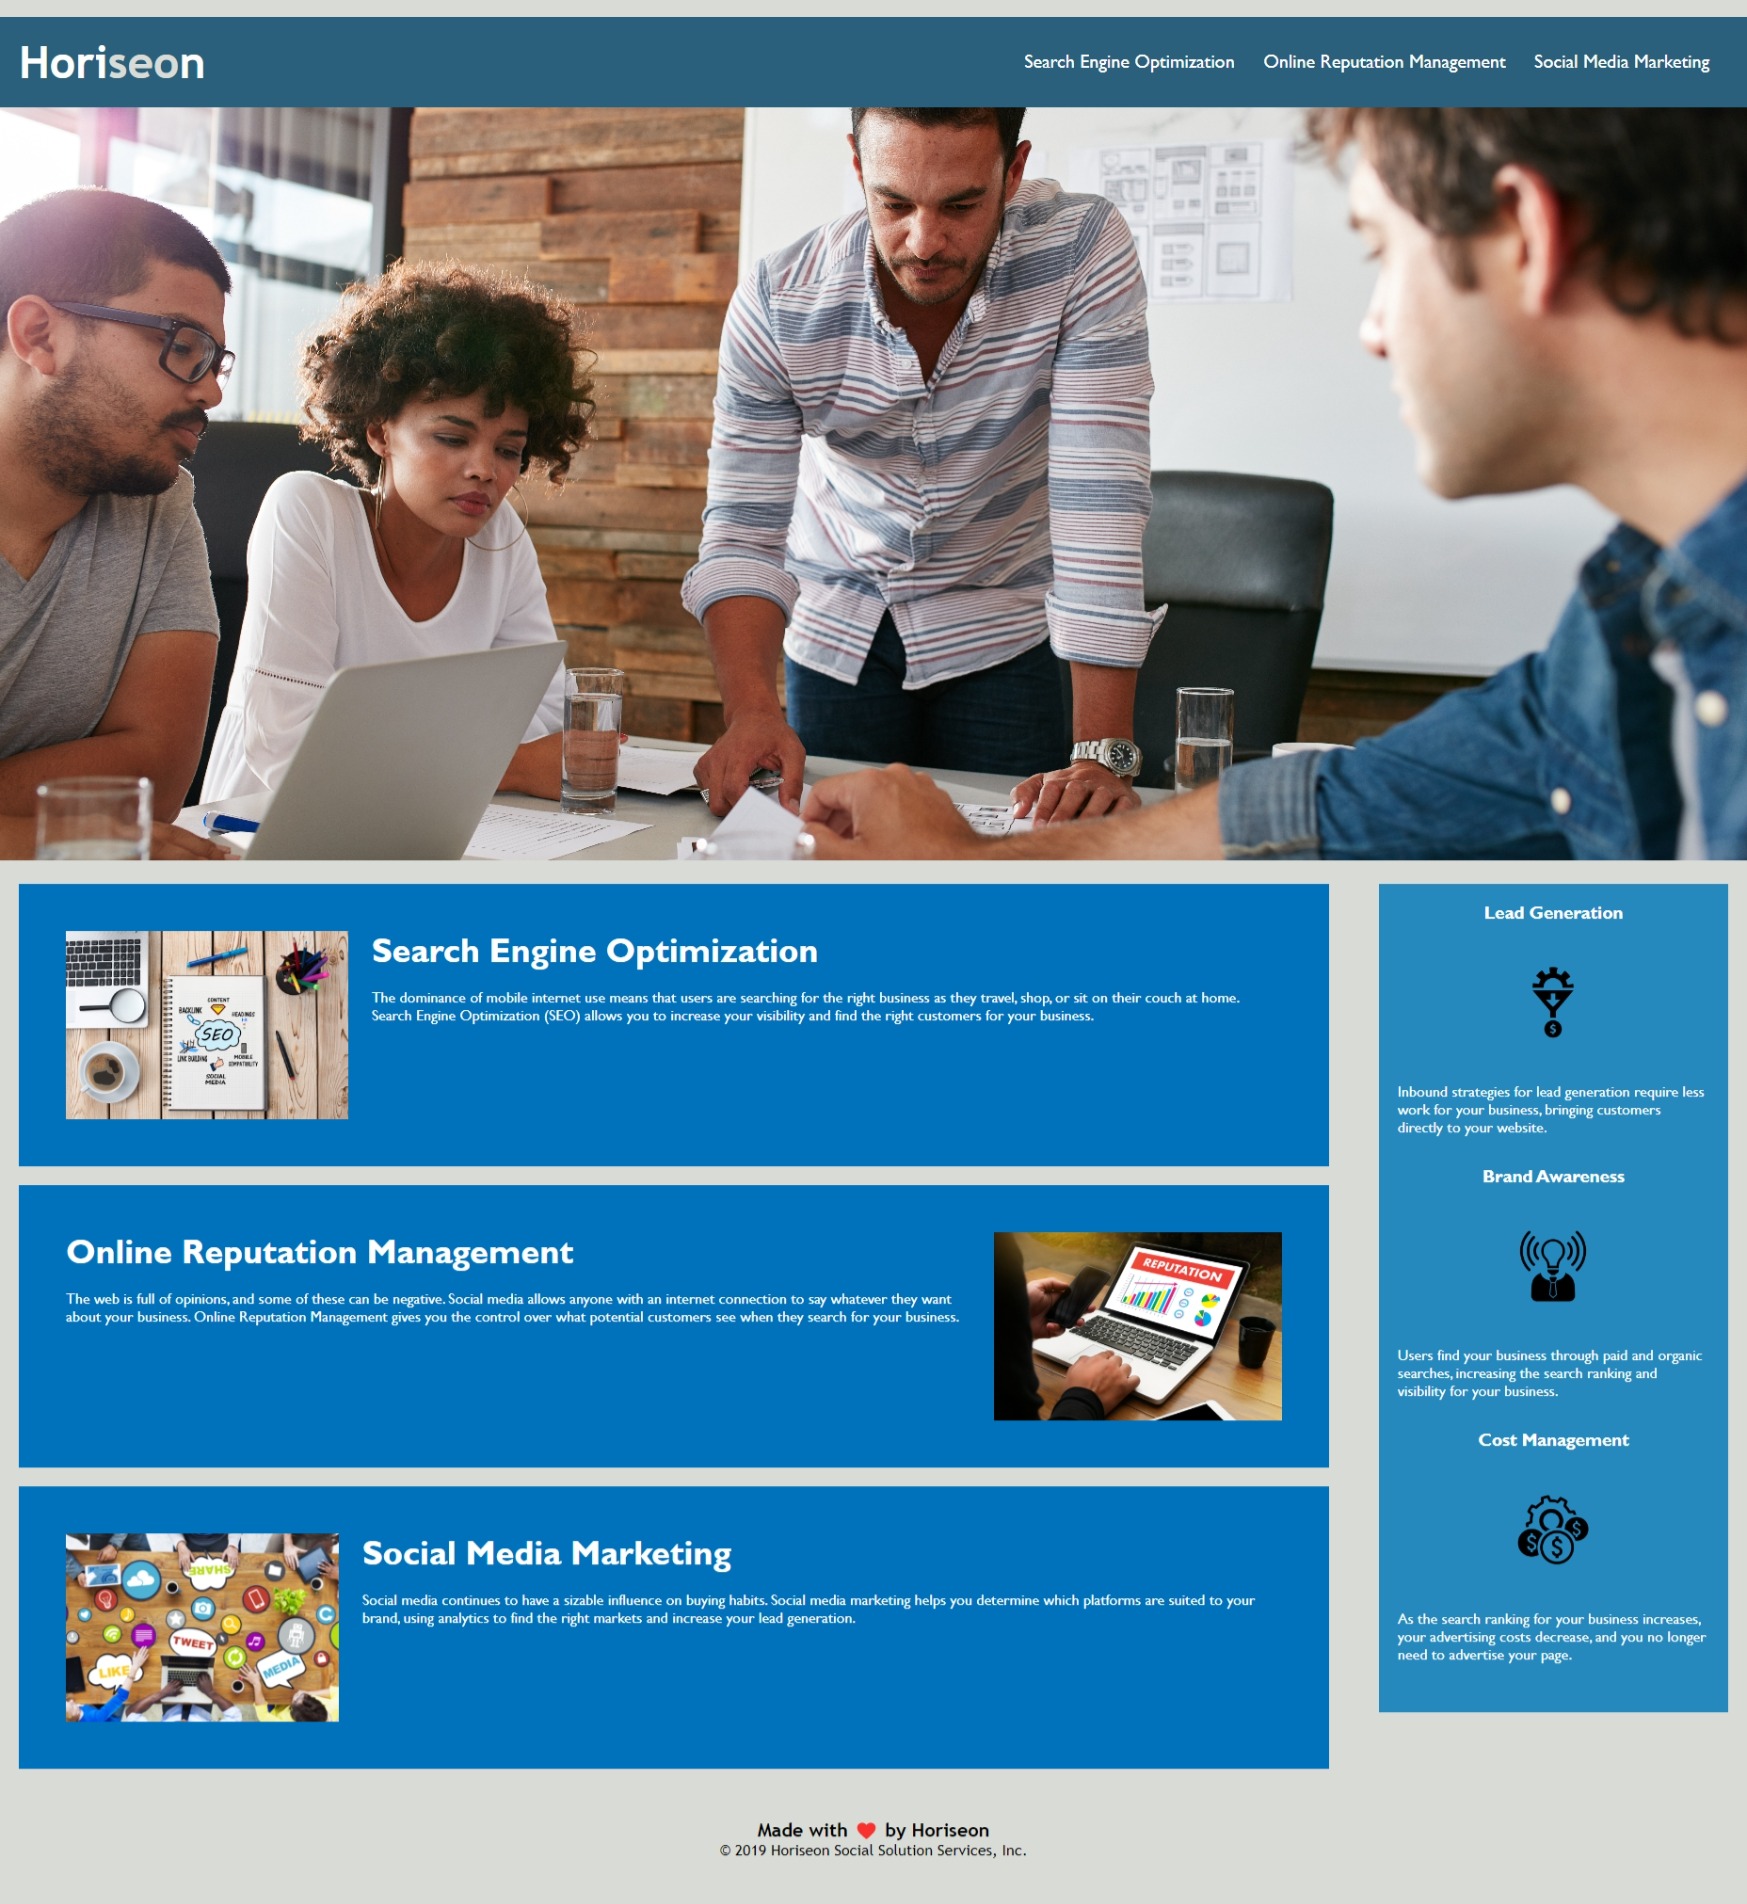 Horiseon
Search Engine Optimization
Online Reputation Management
Social Media Marketing
Search Engine Optimization
The dominance of mobile internet use means that users are searching for the right business as they travel, shop, or sit on their couch at home.
Search Engine Optimization (SEO) allows you to increase your visibility and find the right customers for your business.
CONTENT
BACKLINK
HEADINGS
SEO
LINK BUILDING
MOBILE
COMPATIBILITY
SOCIAL
MEDIA
Online Reputation Management
The web is full of opinions, and some of these can be negative. Social media allows anyone with an internet connection to say whatever they want
about your business. Online Reputation Management gives you the control over what potential customers see when they search for your business.
REPUTATION
Social Media Marketing
Social media continues to have a sizable influence on buying habits. Social media marketing helps you determine which platforms are suited to your
brand, using analytics to find the right markets and increase your lead generation.
SHARE
TWEET
LIKE
MEDIA
Lead Generation
$
Inbound strategies for lead generation require less
work for your business, bringing customers
directly to your website.
Brand Awareness
Users find your business through paid and organic
searches, increasing the search ranking and
visibility for your business.
Cost Management
$
$ $
As the search ranking for your business increases,
your advertising costs decrease, and you no longer
need to advertise your page.
Made with ❤️ by Horiseon
© 2019 Horiseon Social Solution Services, Inc.